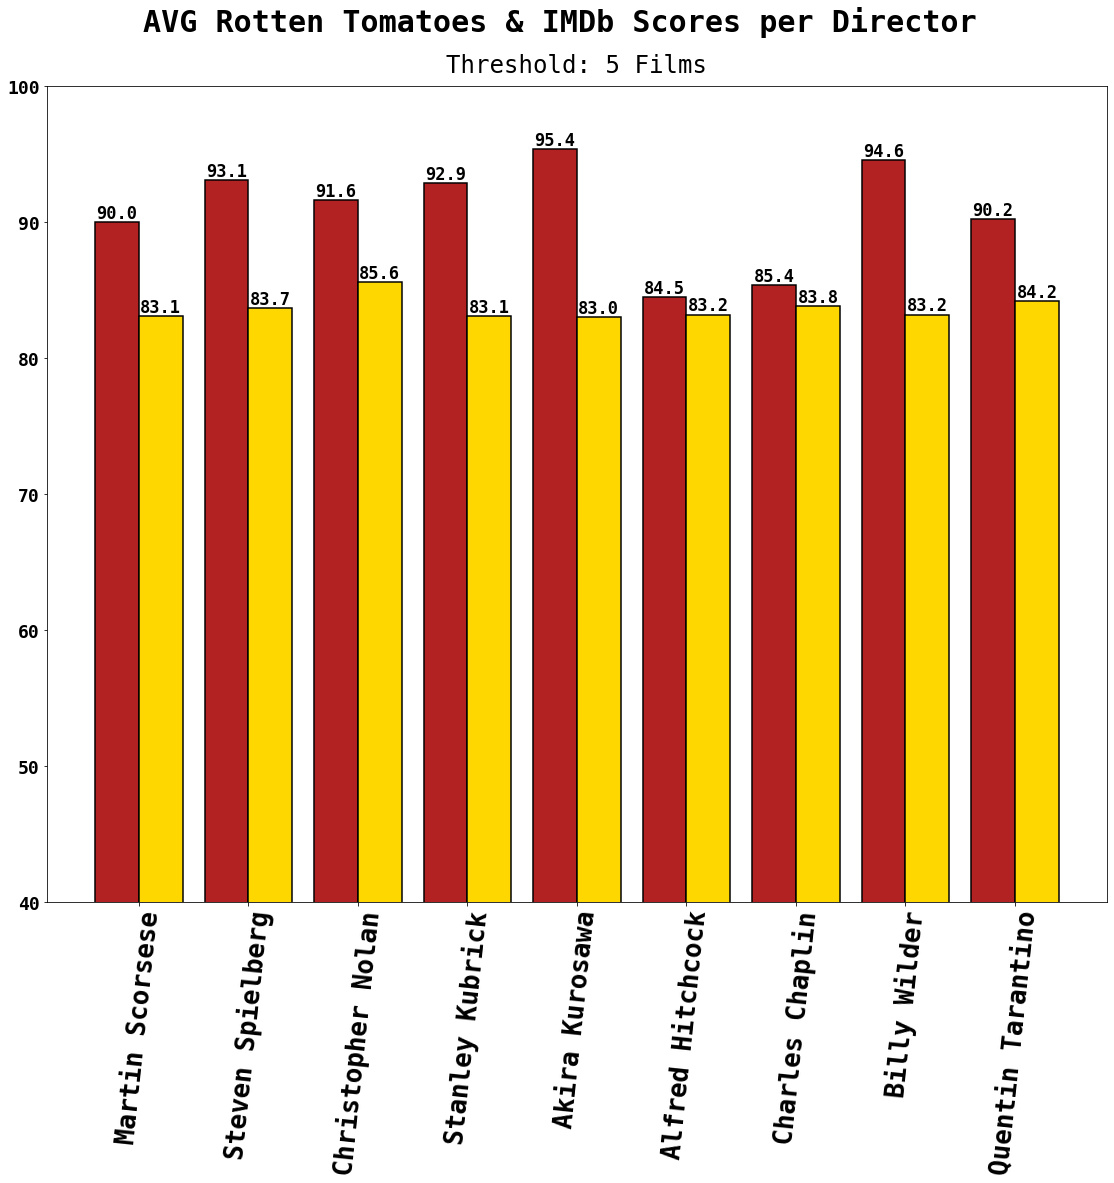 AVG Rotten Tomatoes & IMDb Scores per Director
Threshold: 5 Films
100
90
80
70
60
50
40
90.0
83.1
93.1
83.7
91.6
85.6
92.9
83.1
95.4
83.0
84.5
83.2
85.4
83.8
94.6
83.2
90.2
84.2
Martin Scorsese
Steven Spielberg
Christopher Nolan
Stanley Kubrick
Akira Kurosawa
Alfred Hitchcock
Charles Chaplin
Billy Wilder
Quentin Tarantino